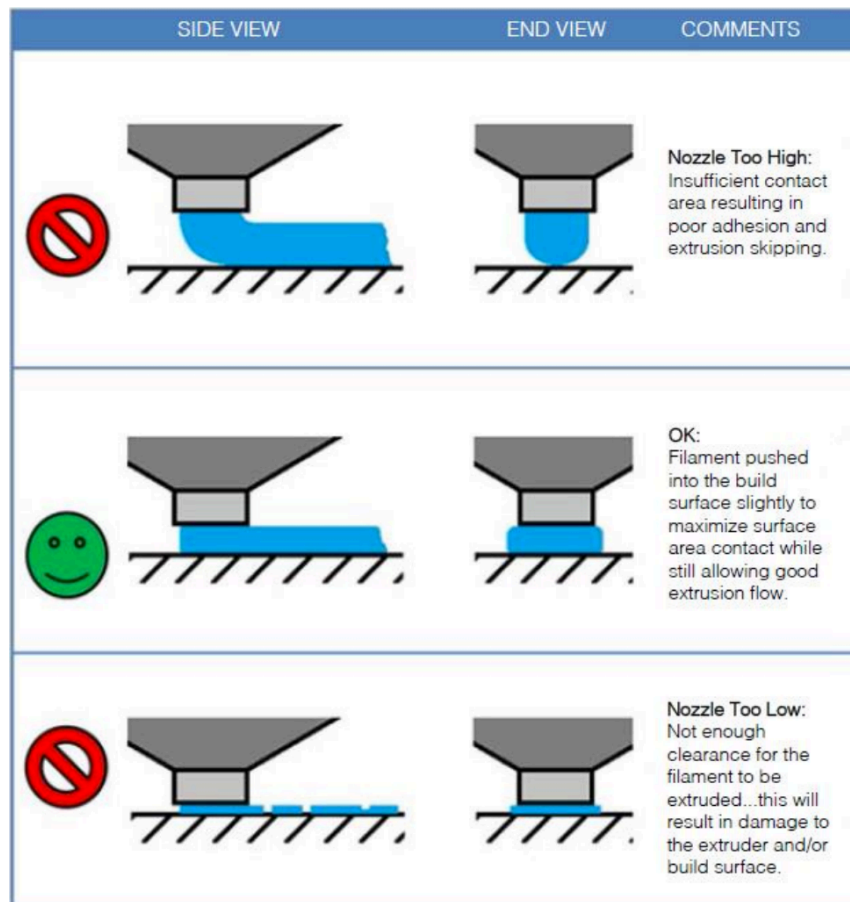 SIDE VIEW END VIEW COMMENTS
Nozzle Too High:
Insufficient contact
area resulting in
poor adhesion and
extrusion skipping.
OK:
Filament pushed
into the build
surface slightly to
maximize surface
area contact while
still allowing good
extrusion flow.
Nozzle Too Low:
Not enough
clearance for the
filament to be
extruded...this will
result in damage to
the extruder and/or
build surface.